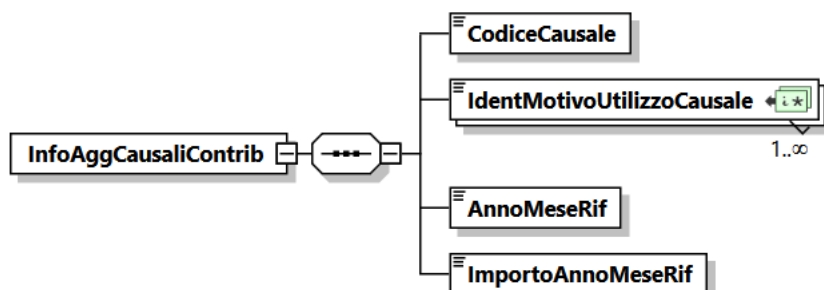 CodiceCausale
IdentMotivoUtilizzoCausale
i*
1..∞
InfoAggCausaliContrib
AnnoMeseRif
ImportoAnnoMeseRif